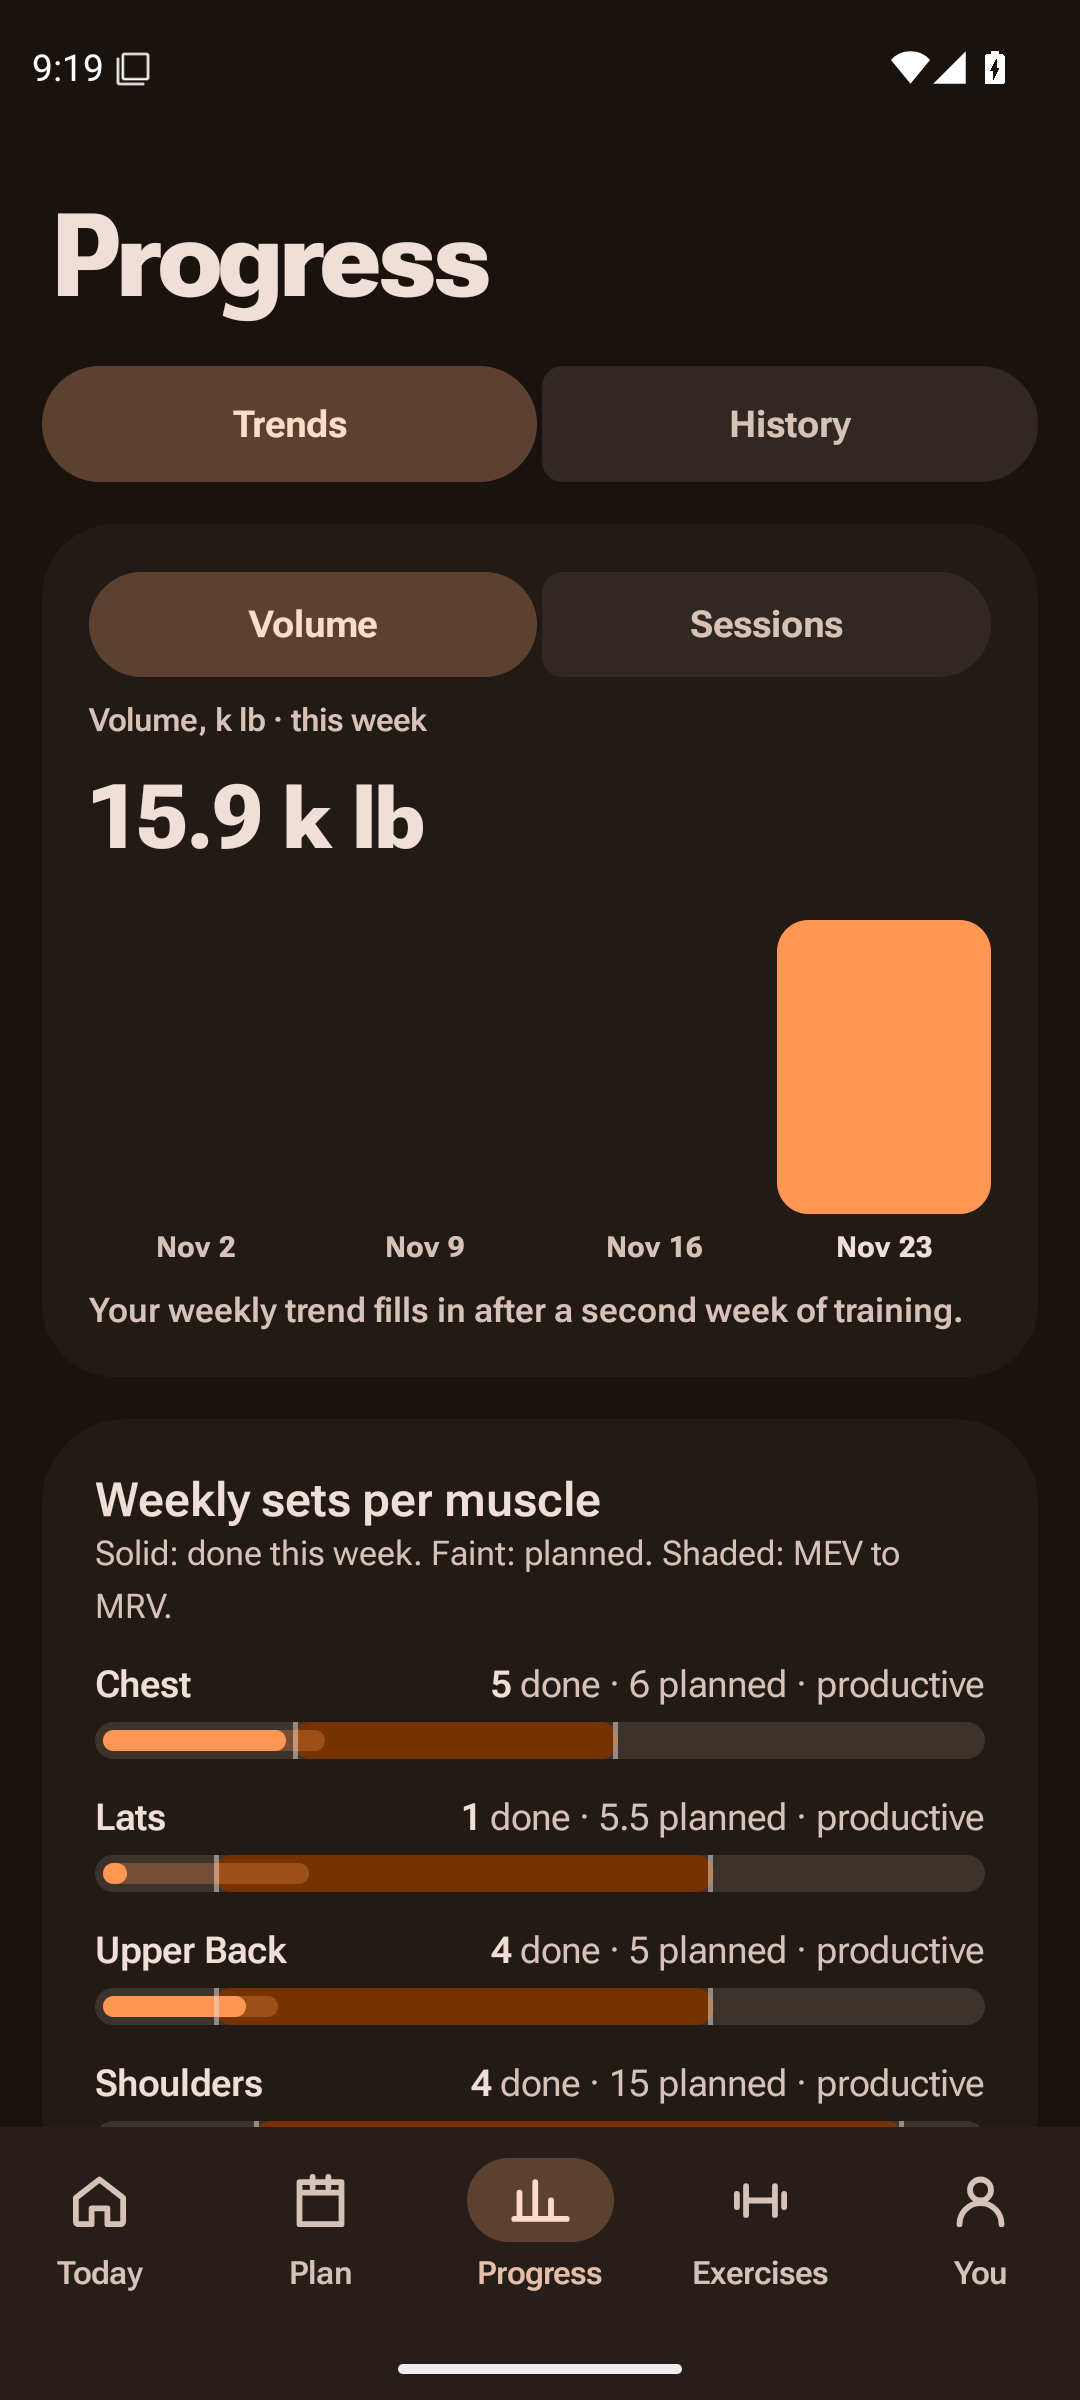 9:19
Progress
Trends
History
Volume
Sessions
Volume, k lb · this week
15.9 k lb
Nov 2
Nov 9
Nov 16
Nov 23
Your weekly trend fills in after a second week of training.
Weekly sets per muscle
Solid: done this week. Faint: planned. Shaded: MEV to
MRV.
Chest
5 done · 6 planned · productive
Lats
1 done · 5.5 planned · productive
Upper Back
4 done · 5 planned · productive
Shoulders
4 done · 15 planned · productive
Today
Plan
Progress
Exercises
You